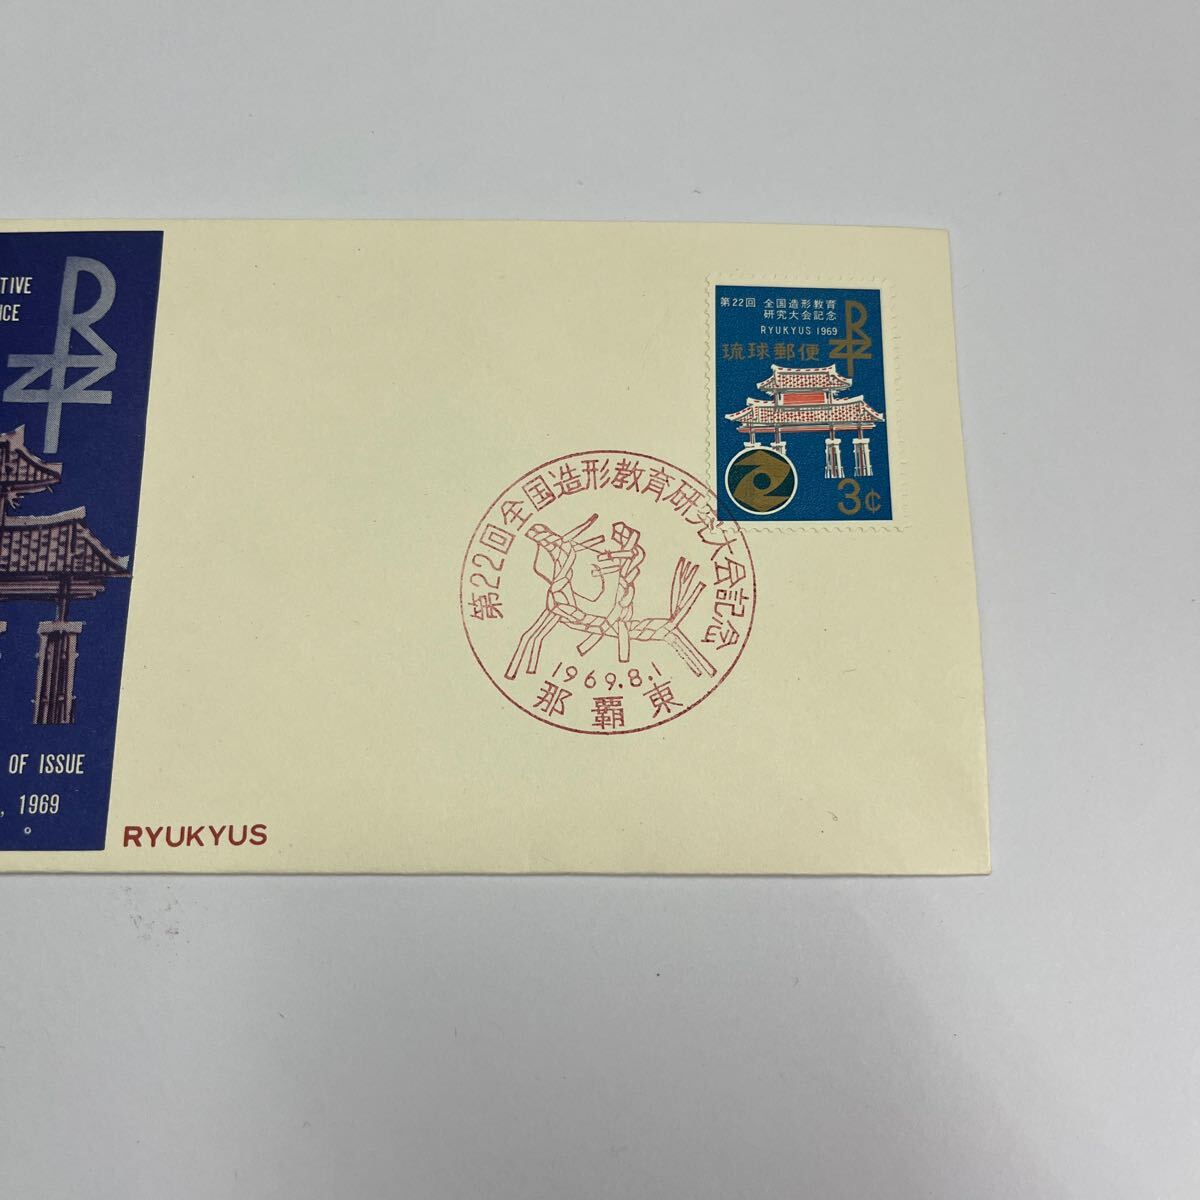 TIVE
NCE
OF ISSUE
, 1969
RYUKYUS
第22回 全国造形教育
研究大会記念
RYUKYUS 1969
琉球郵便
3¢
第22回全国造形教育研究大会記念
1969.8.1
那覇東